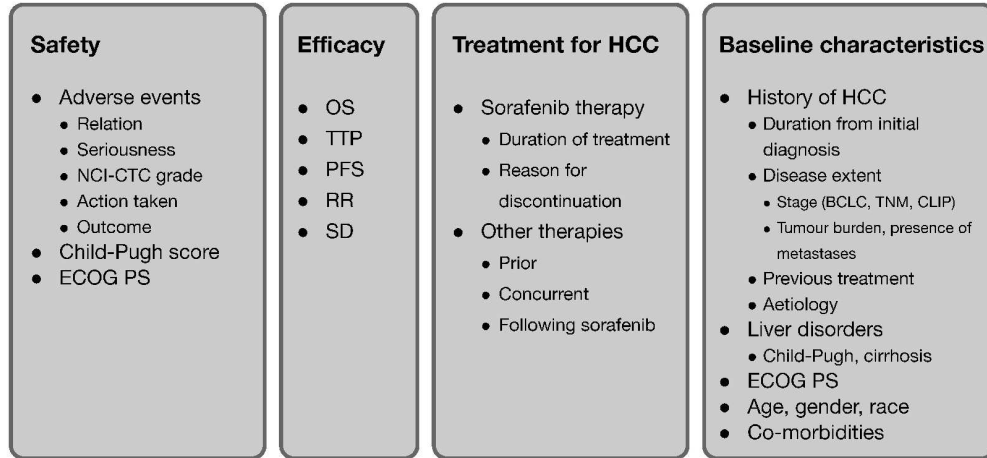 Safety
● Adverse events
● Relation
● Seriousness
● NCI-CTC grade
● Action taken
● Outcome
● Child-Pugh score
● ECOG PS
Efficacy
● OS
● TTP
● PFS
● RR
● SD
Treatment for HCC
● Sorafenib therapy
● Duration of treatment
● Reason for
discontinuation
● Other therapies
● Prior
● Concurrent
● Following sorafenib
Baseline characteristics
● History of HCC
● Duration from initial
diagnosis
● Disease extent
● Stage (BCLC, TNM, CLIP)
● Tumour burden, presence of
metastases
● Previous treatment
● Aetiology
● Liver disorders
● Child-Pugh, cirrhosis
● ECOG PS
● Age, gender, race
● Co-morbidities